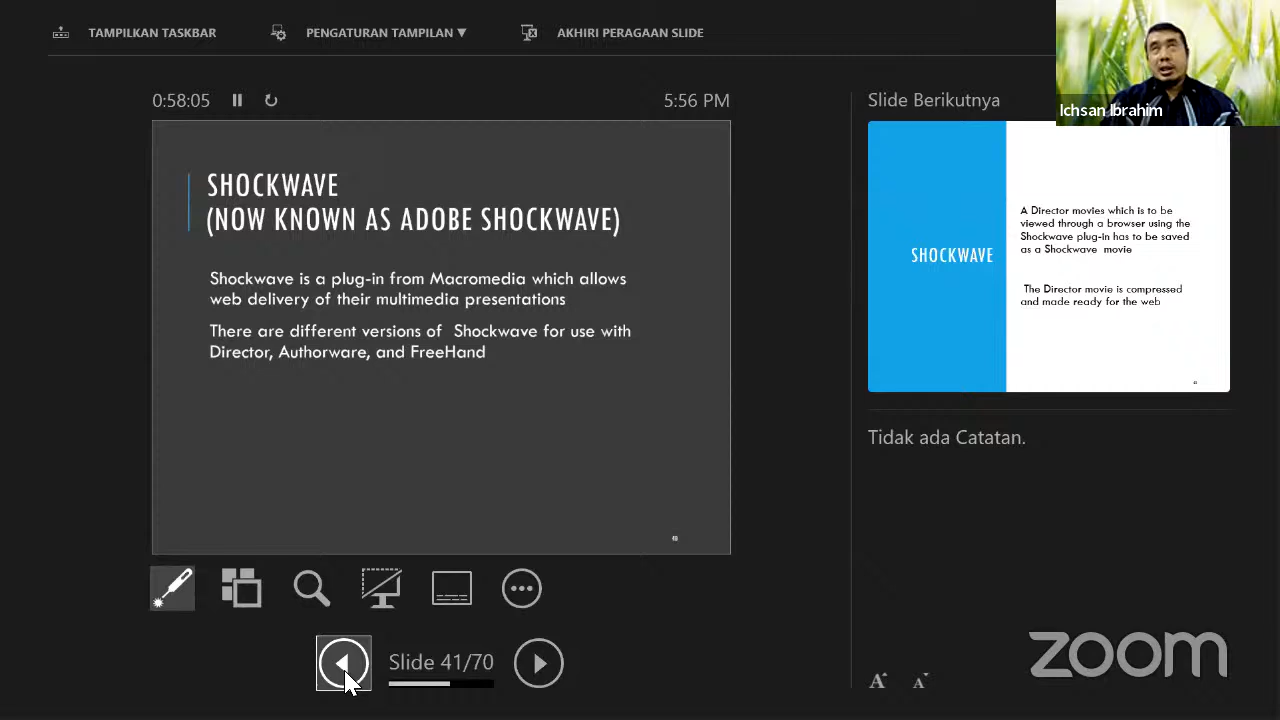 TAMPILKAN TASKBAR
PENGATURAN TAMPILAN ▼
AKHIRI PERAGAAN SLIDE
Ichsan Ibrahim
0:58:05
5:56 PM
Slide Berikutnya
SHOCKWAVE
(NOW KNOWN AS ADOBE SHOCKWAVE)
Shockwave is a plug-in from Macromedia which allows
web delivery of their multimedia presentations
There are different versions of Shockwave for use with
Director, Authorware, and FreeHand
SHOCKWAVE
A Director movies which is to be
viewed through a browser using the
Shockwave plug-in has to be saved
as a Shockwave movie
The Director movie is compressed
and made ready for the web
Tidak ada Catatan.
Slide 41/70
A A
zoom